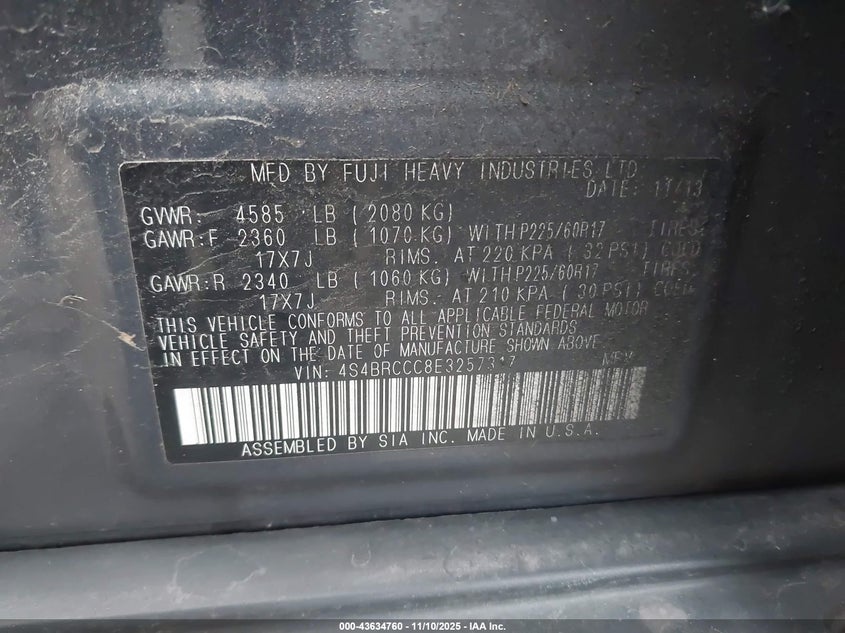 MFD BY FUJI HEAVY INDUSTRIES LTD
DATE: 11/13
GVWR: 4585 LB ( 2080 KG)
GAWR:F 2360 LB ( 1070 KG) WITH P225/60R17 TIRES,
17X7J RIMS. AT 220 KPA ( 32 PSI) COLD
GAWR:R 2340 LB ( 1060 KG) WITH P225/60R17 TIRES,
17X7J RIMS. AT 210 KPA ( 30 PSI)
THIS VEHICLE CONFORMS TO ALL APPLICABLE FEDERAL MOTOR
VEHICLE SAFETY AND THEFT PREVENTION STANDARDS
IN EFFECT ON THE DATE OF MANUFACTURE SHOWN ABOVE.
VIN:
ASSEMBLED BY SIA INC. MADE IN U.S.A.
000-43634760 - 11/10/2025 - IAA Inc.